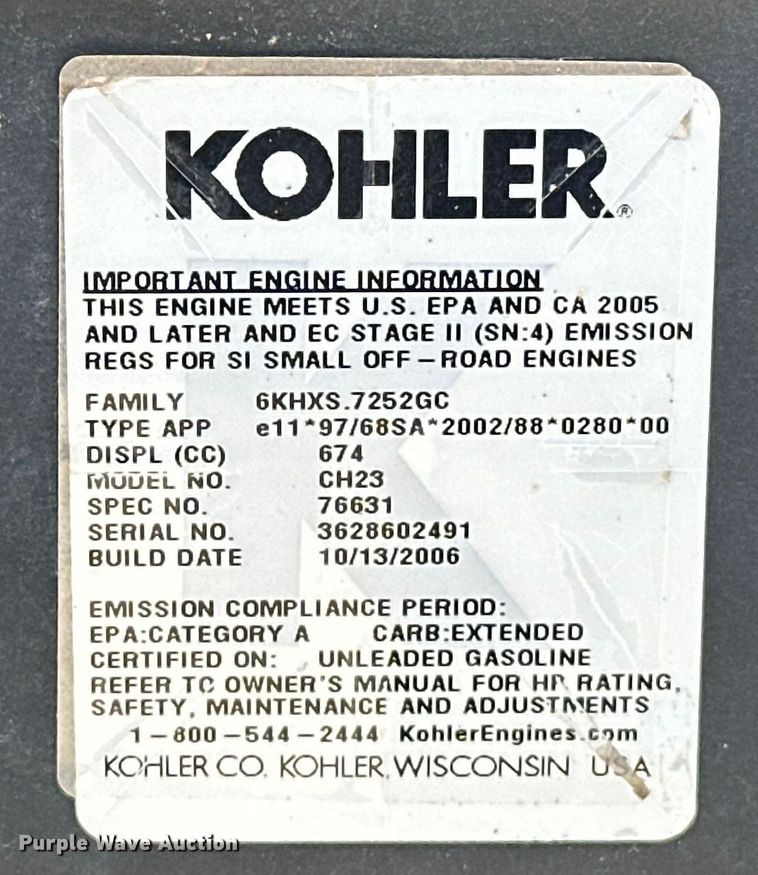 KOHLER®
IMPORTANT ENGINE INFORMATION
THIS ENGINE MEETS U.S. EPA AND CA 2005
AND LATER AND EC STAGE II (SN:4) EMISSION
REGS FOR SI SMALL OFF-ROAD ENGINES
FAMILY 6KHXS.7252GC
TYPE APP e11*97/68SA*2002/88*0280*00
DISPL (CC) 674
MODEL NO. CH23
SPEC NO. 76631
SERIAL NO. 3628602491
BUILD DATE 10/13/2006
EMISSION COMPLIANCE PERIOD:
EPA:CATEGORY A CARB:EXTENDED
CERTIFIED ON: UNLEADED GASOLINE
REFER TO OWNER'S MANUAL FOR HP RATING,
SAFETY, MAINTENANCE AND ADJUSTMENTS
1-800-544-2444 KohlerEngines.com
KOHLER CO. KOHLER, WISCONSIN USA
Purple Wave Auction